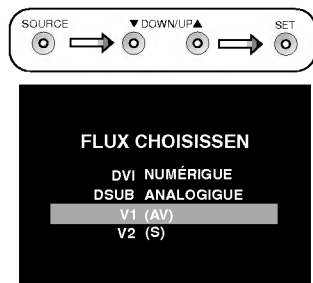 SOURCE ▼DOWN/UP▲ SET
FLUX CHOISISSEN
DVI NUMÉRIGUE
DSUB ANALOGIGUE
V1 (AV)
V2 (S)